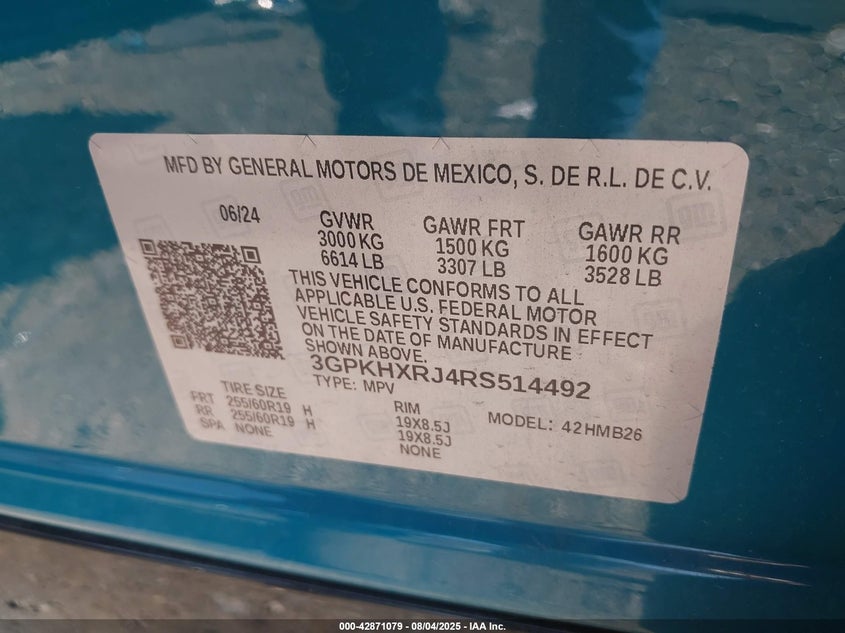 MFD BY GENERAL MOTORS DE MEXICO, S. DE R.L. DE C.V.
06/24
GVWR
3000 KG
6614 LB
GAWR FRT
1500 KG
3307 LB
GAWR RR
1600 KG
3528 LB
THIS VEHICLE CONFORMS TO ALL
APPLICABLE U.S. FEDERAL MOTOR
VEHICLE SAFETY STANDARDS IN EFFECT
ON THE DATE OF MANUFACTURE
SHOWN ABOVE.
3GPKHXRJ4RS514492
TYPE: MPV
TIRE SIZE
FRT 255/60R19 H
RR 255/60R19 H
SPA NONE
RIM
19X8.5J
19X8.5J
NONE
MODEL: 42HMB26
000-42871079 - 08/04/2025 - IAA Inc.